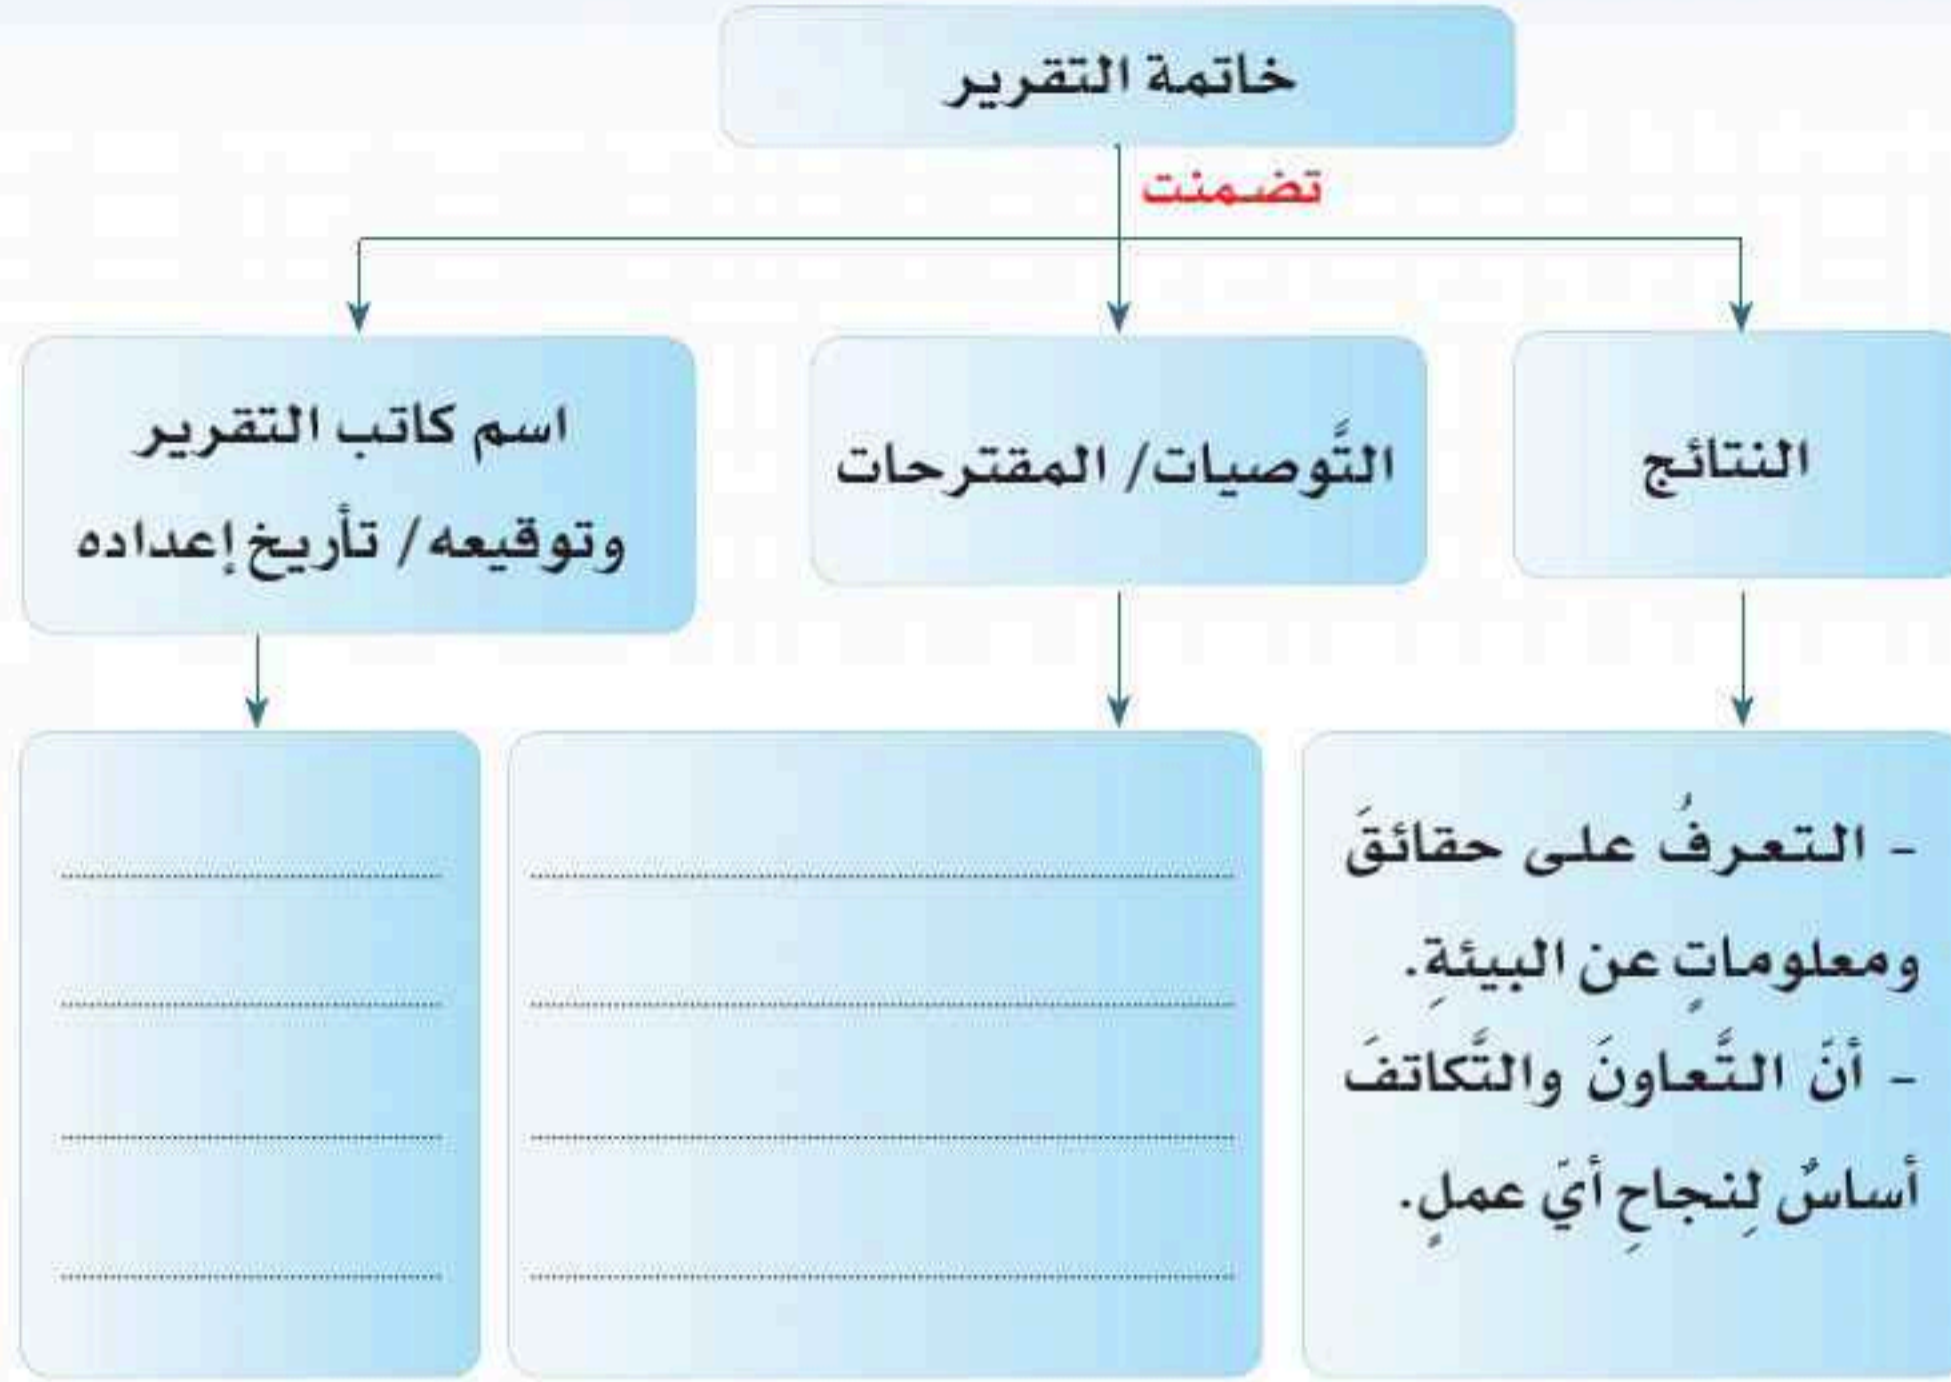 خاتمة التقرير
تضمنت
النتائج
التَّوصيات/ المقترحات
اسم كاتب التقرير
وتوقيعه/ تأريخ إعداده
- التعرفُ على حقائقَ
ومعلوماتٍ عن البيئةِ.
- أنَ التَّعاونَ والتَّكاتفَ
أساسٌ لِنجاحِ أيّ عملٍ.